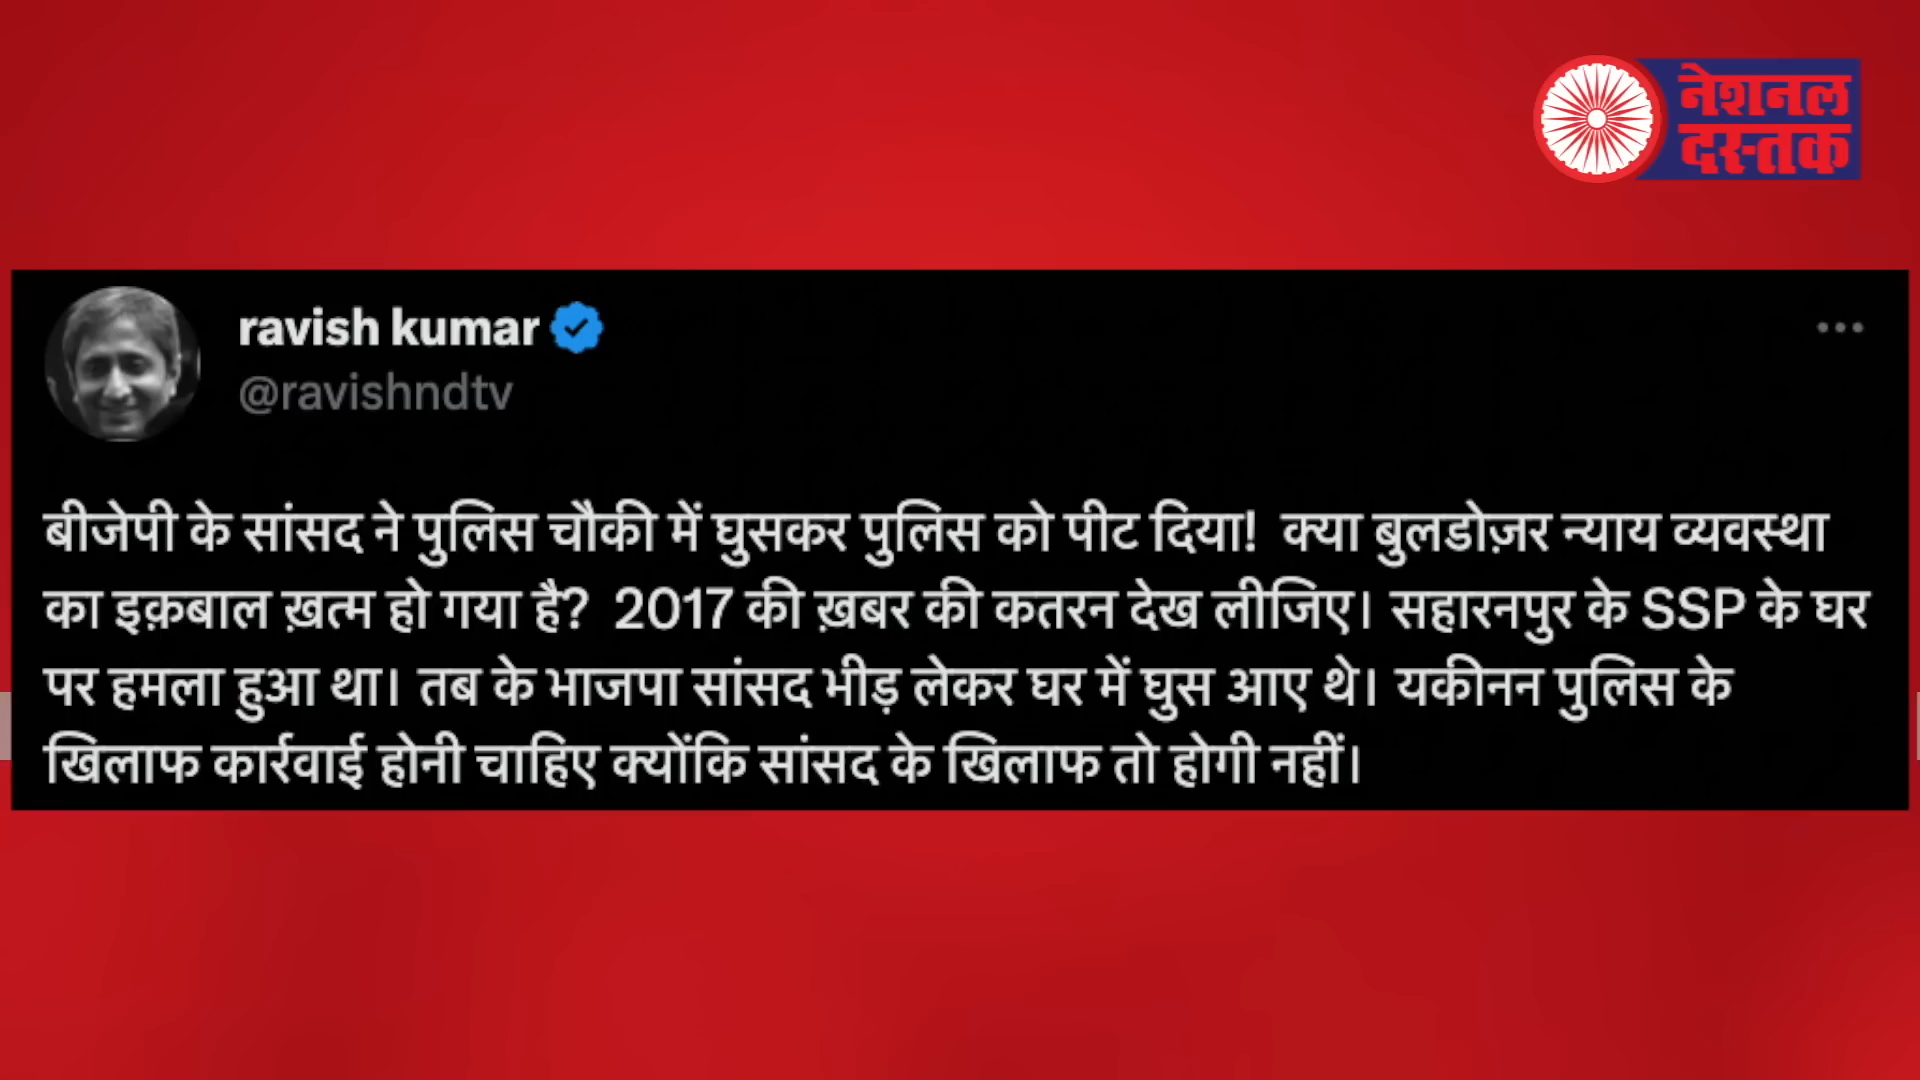 नेशनल
दस्तक
ravish kumar
@ravishndtv
बीजेपी के सांसद ने पुलिस चौकी में घुसकर पुलिस को पीट दिया! क्या बुलडोज़र न्याय व्यवस्था
का इक़बाल ख़त्म हो गया है? 2017 की ख़बर की कतरन देख लीजिए। सहारनपुर के SSP के घर
पर हमला हुआ था। तब के भाजपा सांसद भीड़ लेकर घर में घुस आए थे। यकीनन पुलिस के
खिलाफ कार्रवाई होनी चाहिए क्योंकि सांसद के खिलाफ तो होगी नहीं।